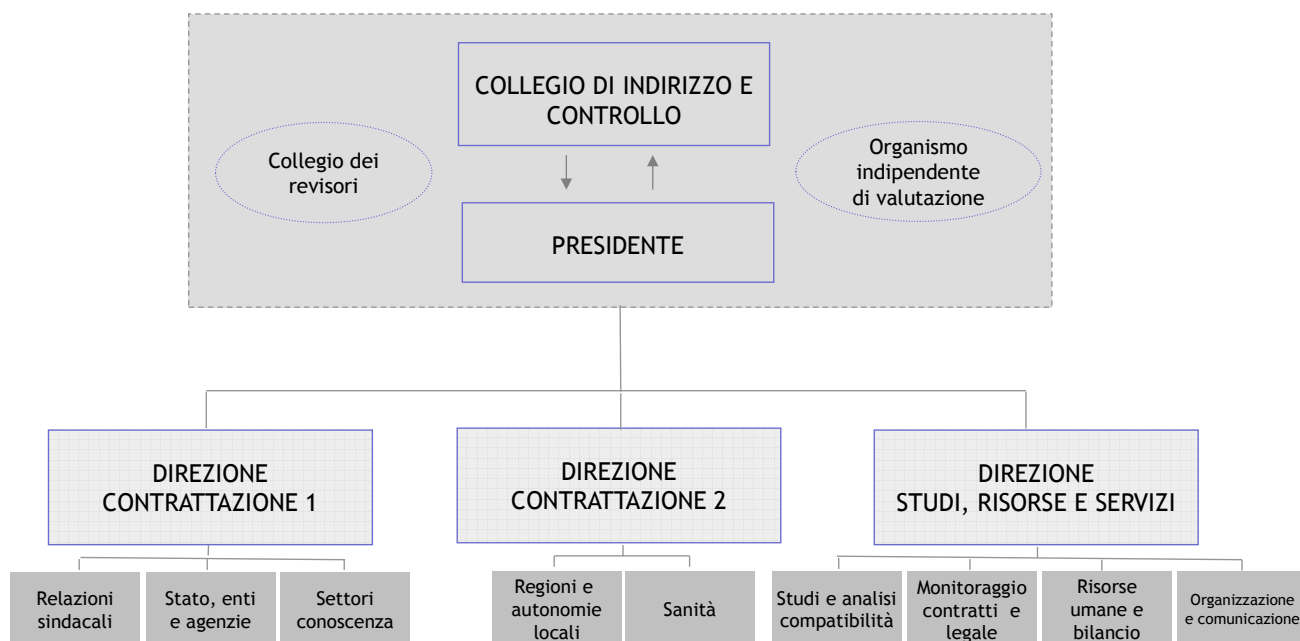 COLLEGIO DI INDIRIZZO E
CONTROLLO
Collegio dei
revisori
Organismo
indipendente
di valutazione
PRESIDENTE
DIREZIONE
CONTRATTAZIONE 1
DIREZIONE
CONTRATTAZIONE 2
DIREZIONE
STUDI, RISORSE E SERVIZI
Relazioni
sindacali
Stato, enti
e agenzie
Settori
conoscenza
Regioni e
autonomie
locali
Sanità
Studi e analisi
compatibilità
Monitoraggio
contratti e
legale
Risorse
umane e
bilancio
Organizzazione
e comunicazione